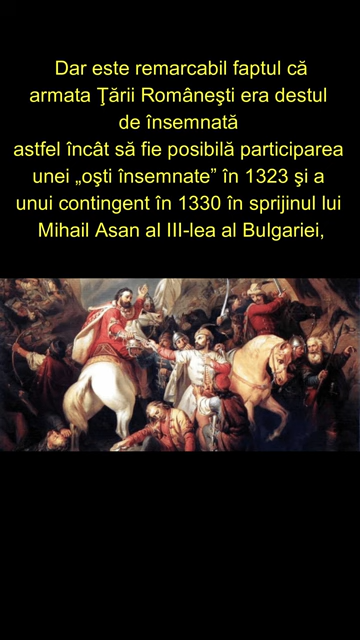 Dar este remarcabil faptul că
armata Ţării Româneşti era destul
de însemnată
astfel încât să fie posibilă participarea
unei „oşti însemnate” în 1323 şi a
unui contingent în 1330 în sprijinul lui
Mihail Asan al III-lea al Bulgariei,